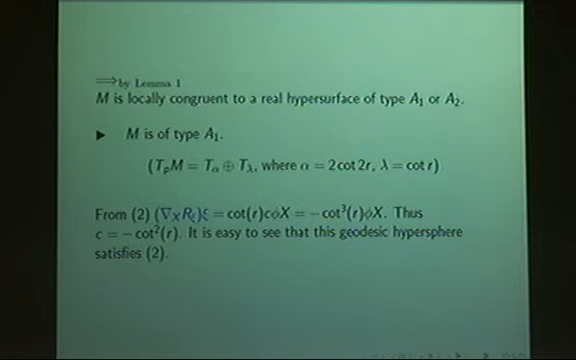 ⟹by Lemma 1
M is locally congruent to a real hypersurface of type A₁ or A₂.
▶ M is of type A₁.
(TₚM = T_α ⊕ T_λ, where α = 2 cot 2r, λ = cot r)
From (2) (∇_X R_ξ)ξ = cot(r)cϕX = −cot³(r)ϕX. Thus
c = −cot²(r). It is easy to see that this geodesic hypersphere
satisfies (2).